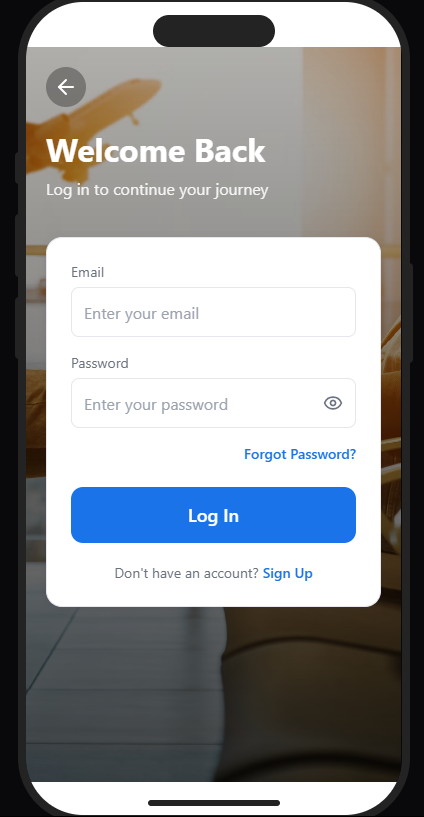 Welcome Back
Log in to continue your journey
Email
Enter your email
Password
Enter your password
Forgot Password?
Log In
Don't have an account? Sign Up